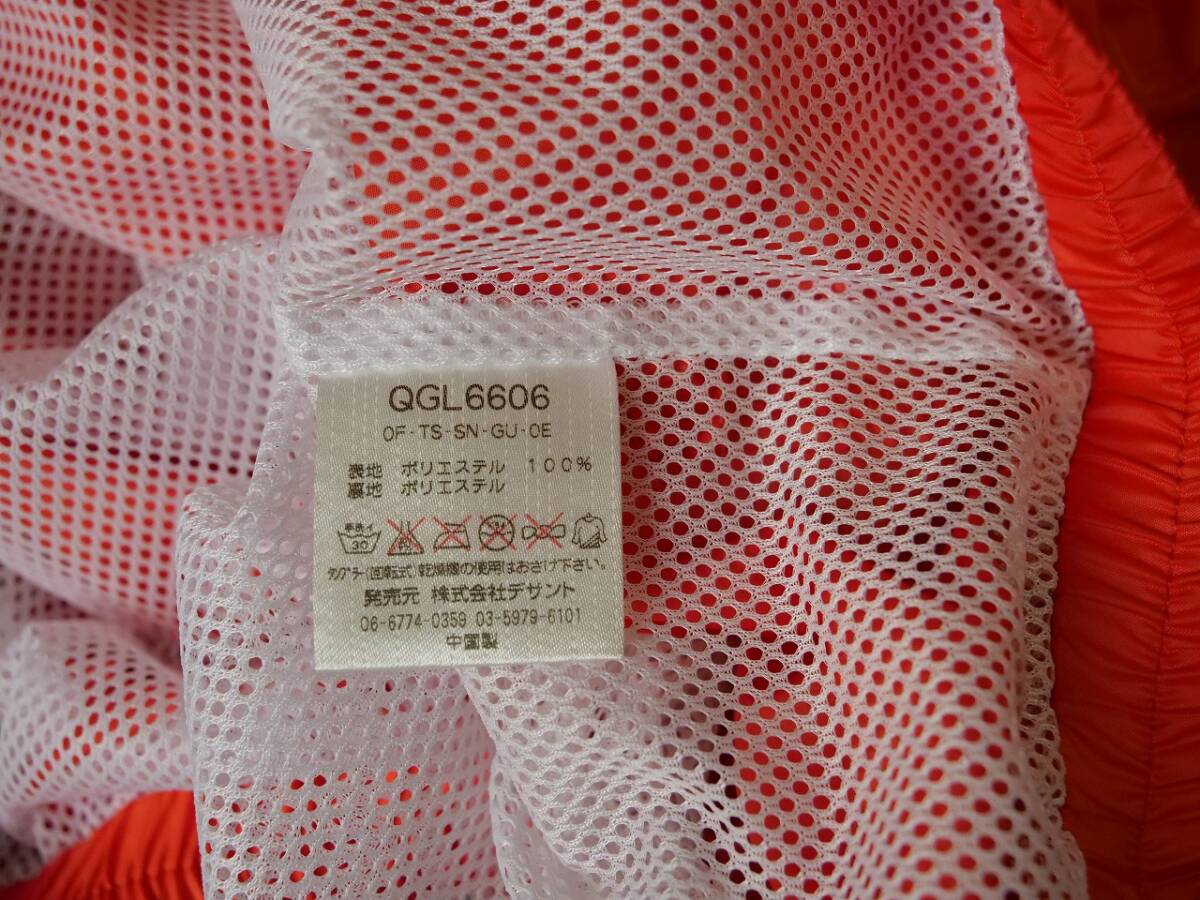 QGL6606
OF-TS-SN-GU-OE
表地 ポリエステル 100%
裏地 ポリエステル
手洗イ
30
タンブラー(回転式)乾燥機の使用はおさけ下さい。
発売元 株式会社デサント
06-6774-0359 03-5979-6101
中国製